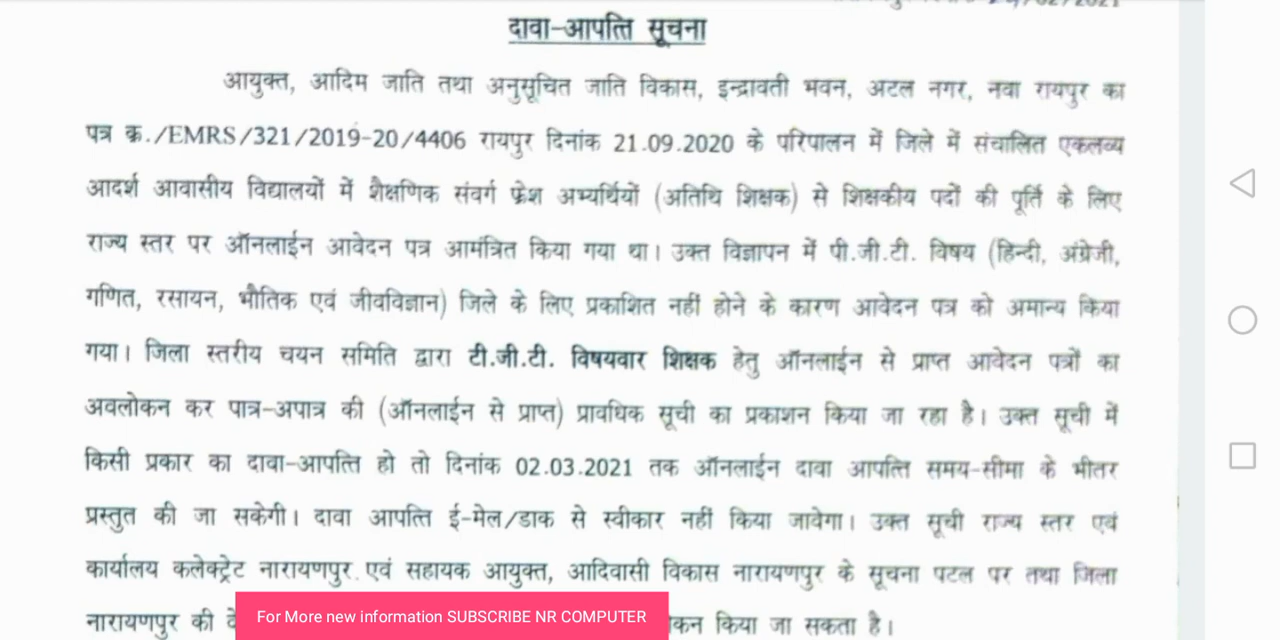 दावा-आपत्ति सूचना
आयुक्त, आदिम जाति तथा अनुसूचित जाति विकास, इन्द्रावती भवन, अटल नगर, नवा रायपुर का
पत्र क्र./EMRS/321/2019-20/4406 रायपुर दिनांक 21.09.2020 के परिपालन में जिले में संचालित एकलव्य
आदर्श आवासीय विद्यालयों में शैक्षणिक संवर्ग फ्रेश अभ्यर्थियों (अतिथि शिक्षक) से शिक्षकीय पदों की पूर्ति के लिए
राज्य स्तर पर ऑनलाईन आवेदन पत्र आमंत्रित किया गया था। उक्त विज्ञापन में पी.जी.टी. विषय (हिन्दी, अंग्रेजी,
गणित, रसायन, भौतिक एवं जीवविज्ञान) जिले के लिए प्रकाशित नहीं होने के कारण आवेदन पत्र को अमान्य किया
गया। जिला स्तरीय चयन समिति द्वारा टी.जी.टी. विषयवार शिक्षक हेतु ऑनलाईन से प्राप्त आवेदन पत्रों का
अवलोकन कर पात्र-अपात्र की (ऑनलाईन से प्राप्त) प्रावधिक सूची का प्रकाशन किया जा रहा है। उक्त सूची में
किसी प्रकार का दावा-आपत्ति हो तो दिनांक 02.03.2021 तक ऑनलाईन दावा आपत्ति समय-सीमा के भीतर
प्रस्तुत की जा सकेगी। दावा आपत्ति ई-मेल/डाक से स्वीकार नहीं किया जावेगा। उक्त सूची राज्य स्तर एवं
कार्यालय कलेक्ट्रेट नारायणपुर एवं सहायक आयुक्त, आदिवासी विकास नारायणपुर के सूचना पटल पर तथा जिला
नारायणपुर की किया जा सकता है।
For More new information SUBSCRIBE NR COMPUTER